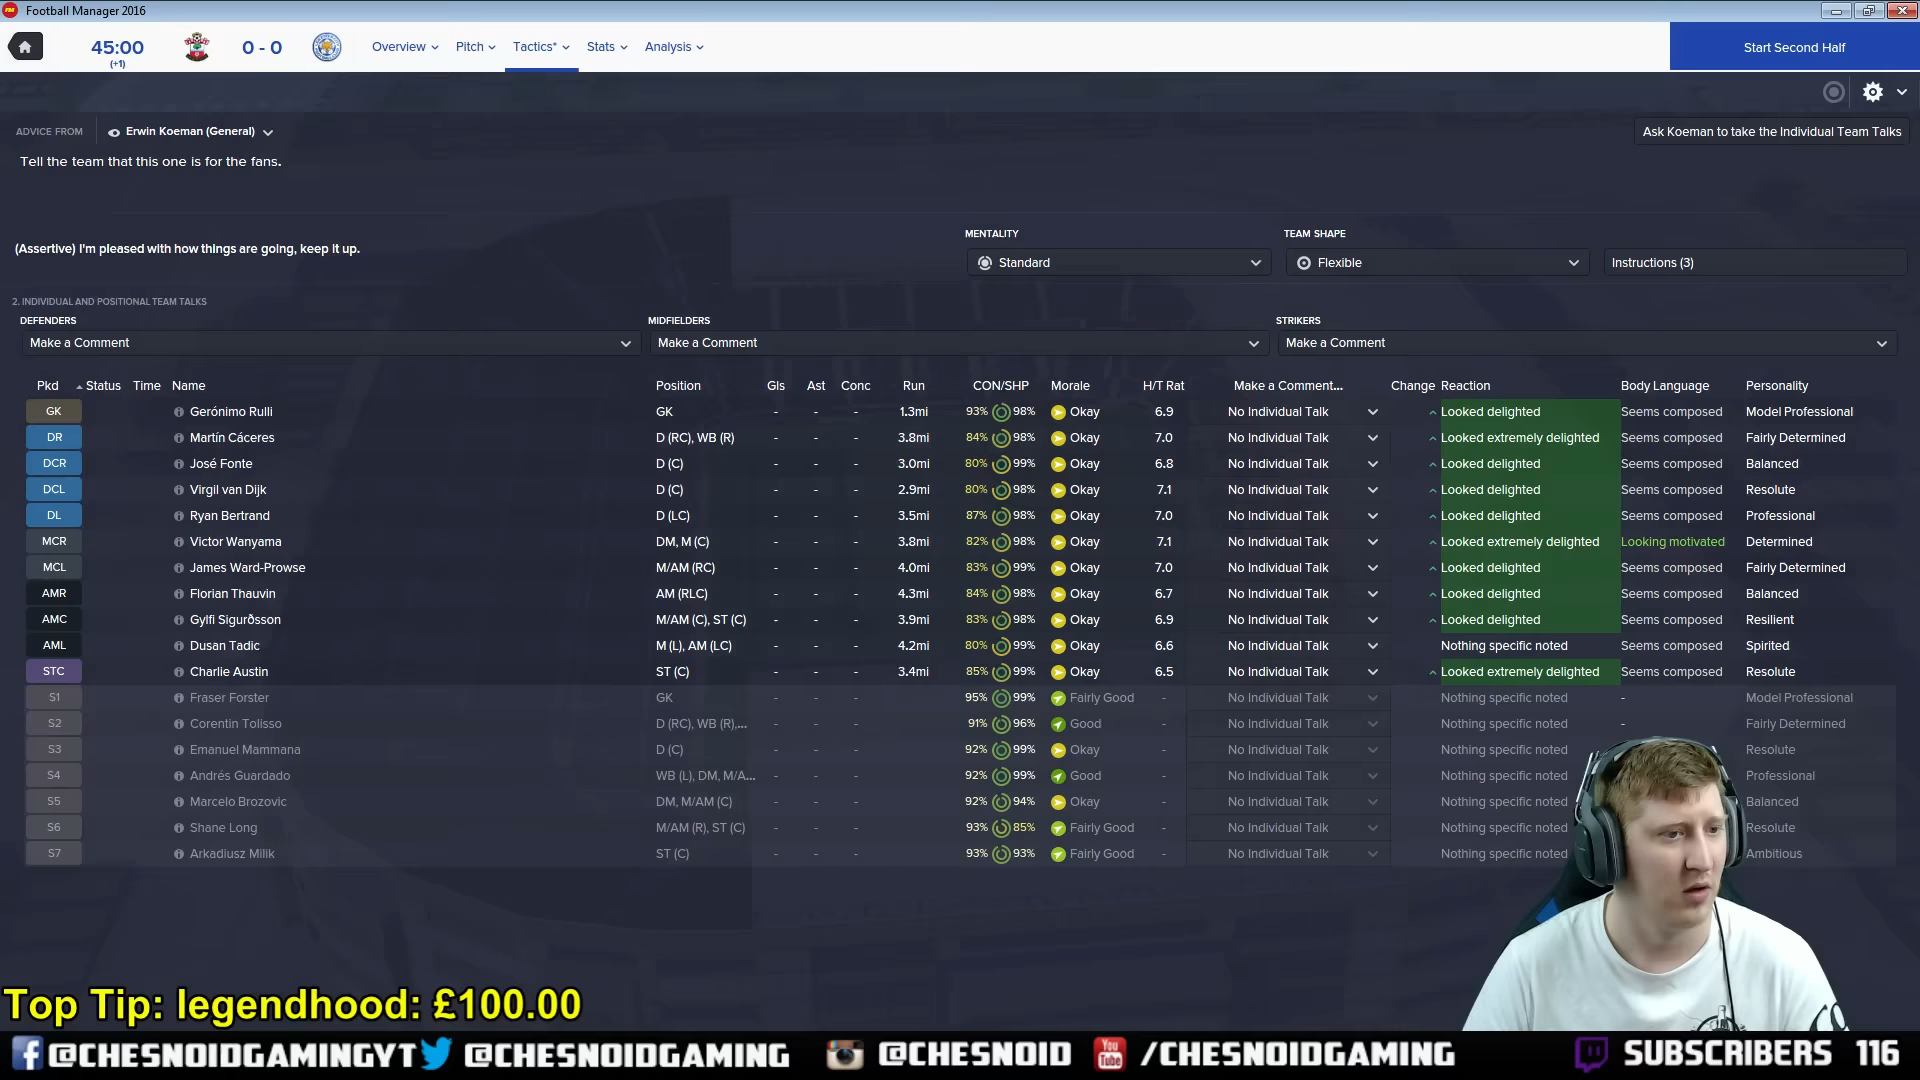 Football Manager 2016
45:00
(+1)
0 - 0
Overview Pitch Tactics* Stats Analysis
Start Second Half
ADVICE FROM Erwin Koeman (General)
Ask Koeman to take the Individual Team Talks
Tell the team that this one is for the fans.
MENTALITY TEAM SHAPE
(Assertive) I'm pleased with how things are going, keep it up.
Standard Flexible Instructions (3)
2. INDIVIDUAL AND POSITIONAL TEAM TALKS
DEFENDERS MIDFIELDERS STRIKERS
Make a Comment Make a Comment Make a Comment
Pkd Status Time Name Position Gls Ast Conc Run CON/SHP Morale H/T Rat Make a Comment... Change Reaction Body Language Personality
GK Gerónimo Rulli GK - - - 1.3mi 93% 98% Okay 6.9 No Individual Talk Looked delighted Seems composed Model Professional
DR Martín Cáceres D (RC), WB (R) - - - 3.8mi 84% 98% Okay 7.0 No Individual Talk Looked extremely delighted Seems composed Fairly Determined
DCR José Fonte D (C) - - - 3.0mi 80% 99% Okay 6.8 No Individual Talk Looked delighted Seems composed Balanced
DCL Virgil van Dijk D (C) - - - 2.9mi 80% 98% Okay 7.1 No Individual Talk Looked delighted Seems composed Resolute
DL Ryan Bertrand D (LC) - - - 3.5mi 87% 98% Okay 7.0 No Individual Talk Looked delighted Seems composed Professional
MCR Victor Wanyama DM, M (C) - - - 3.8mi 82% 98% Okay 7.1 No Individual Talk Looked extremely delighted Looking motivated Determined
MCL James Ward-Prowse M/AM (RC) - - - 4.0mi 83% 99% Okay 7.0 No Individual Talk Looked delighted Seems composed Fairly Determined
AMR Florian Thauvin AM (RLC) - - - 4.3mi 84% 98% Okay 6.7 No Individual Talk Looked delighted Seems composed Balanced
AMC Gylfi Sigurðsson M/AM (C), ST (C) - - - 3.9mi 83% 98% Okay 6.9 No Individual Talk Looked delighted Seems composed Resilient
AML Dusan Tadic M (L), AM (LC) - - - 4.2mi 80% 99% Okay 6.6 No Individual Talk Nothing specific noted Seems composed Spirited
STC Charlie Austin ST (C) - - - 3.4mi 85% 99% Okay 6.5 No Individual Talk Looked extremely delighted Seems composed Resolute
S1 Fraser Forster GK - - - 95% 99% Fairly Good - No Individual Talk Nothing specific noted - Model Professional
S2 Corentin Tolisso D (RC), WB (R),... - - - 91% 96% Good - No Individual Talk Nothing specific noted - Fairly Determined
S3 Emanuel Mammana D (C) - - - 92% 99% Okay - No Individual Talk Nothing specific noted Resolute
S4 Andrés Guardado WB (L), DM, M/A... - - - 92% 99% Good - No Individual Talk Nothing specific noted Professional
S5 Marcelo Brozovic DM, M/AM (C) - - - 92% 94% Okay - No Individual Talk Nothing specific noted Balanced
S6 Shane Long M/AM (R), ST (C) - - - 93% 85% Fairly Good - No Individual Talk Nothing specific noted Resolute
S7 Arkadiusz Milik ST (C) - - - 93% 93% Fairly Good - No Individual Talk Nothing specific noted Ambitious
Top Tip: legendhood: £100.00
@CHESNOIDGAMINGYT @CHESNOIDGAMING @CHESNOID You Tube /CHESNOIDGAMING SUBSCRIBERS 116